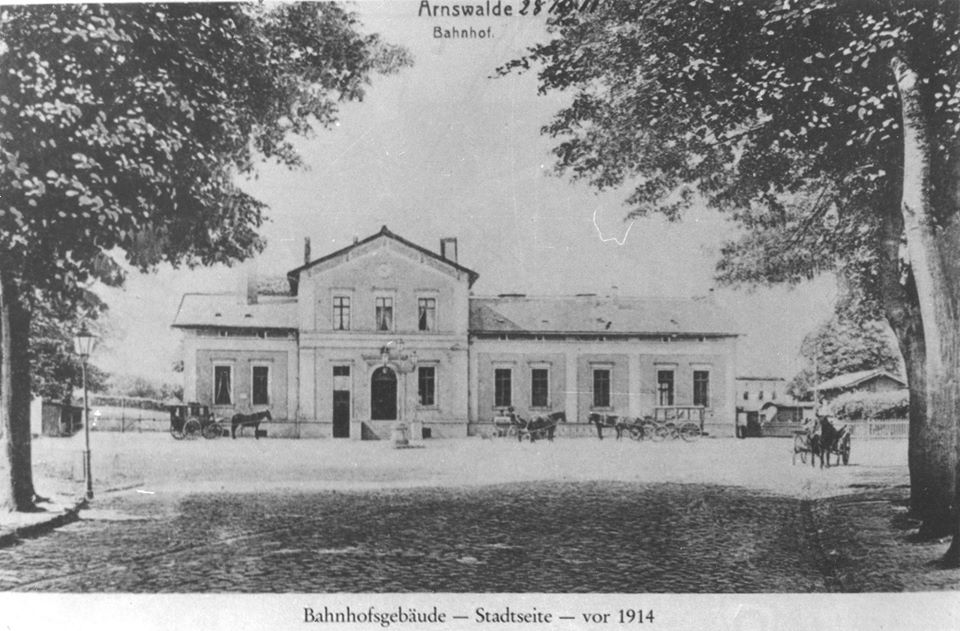 Arnswalde
Bahnhof.
Bahnhofsgebäude — Stadtseite — vor 1914